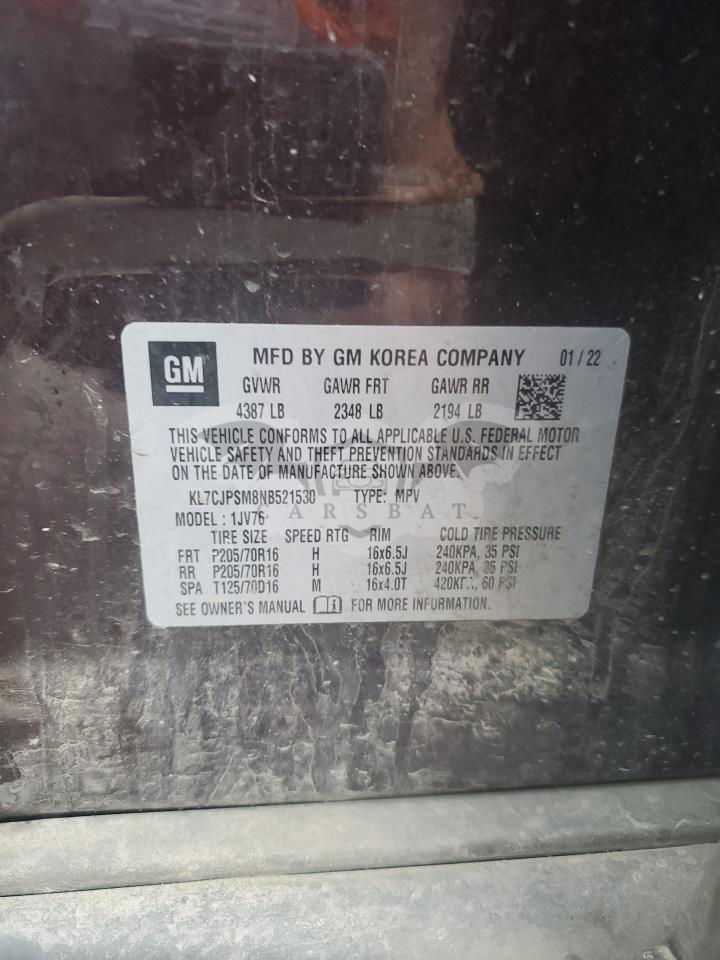 GM MFD BY GM KOREA COMPANY 01 / 22
GVWR GAWR FRT GAWR RR
4387 LB 2348 LB 2194 LB
THIS VEHICLE CONFORMS TO ALL APPLICABLE U.S. FEDERAL MOTOR
VEHICLE SAFETY AND THEFT PREVENTION STANDARDS IN EFFECT
ON THE DATE OF MANUFACTURE SHOWN ABOVE.
KL7CJPSM8NB521530 TYPE: MPV
CARSBAT
MODEL : 1JV76
TIRE SIZE SPEED RTG RIM COLD TIRE PRESSURE
FRT P205/70R16 H 16x6.5J 240KPA, 35 PSI
RR P205/70R16 H 16x6.5J 240KPA, 35 PSI
SPA T125/70D16 M 16x4.0T 420KPA, 60 PSI
SEE OWNER'S MANUAL FOR MORE INFORMATION.